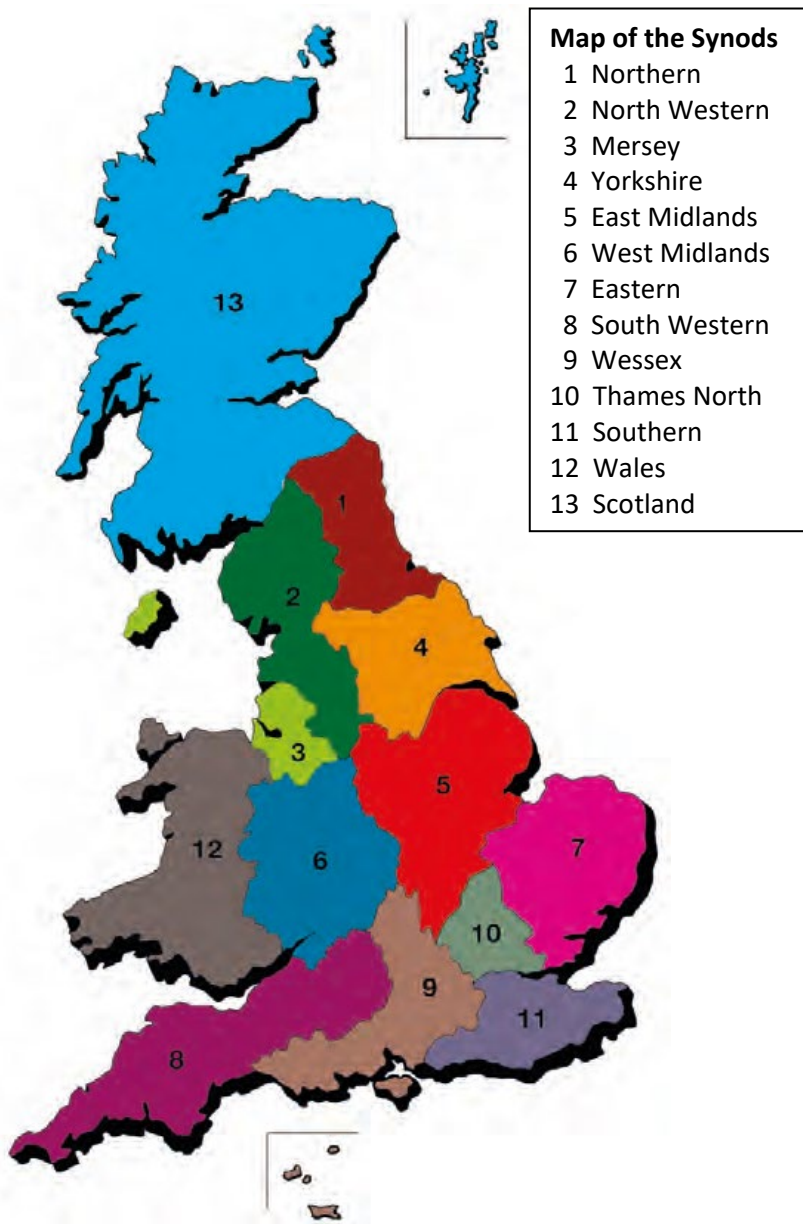 Map of the Synods
1 Northern
2 North Western
3 Mersey
4 Yorkshire
5 East Midlands
6 West Midlands
7 Eastern
8 South Western
9 Wessex
10 Thames North
11 Southern
12 Wales
13 Scotland
13
1
2
4
3
5
12
6
7
10
9
11
8